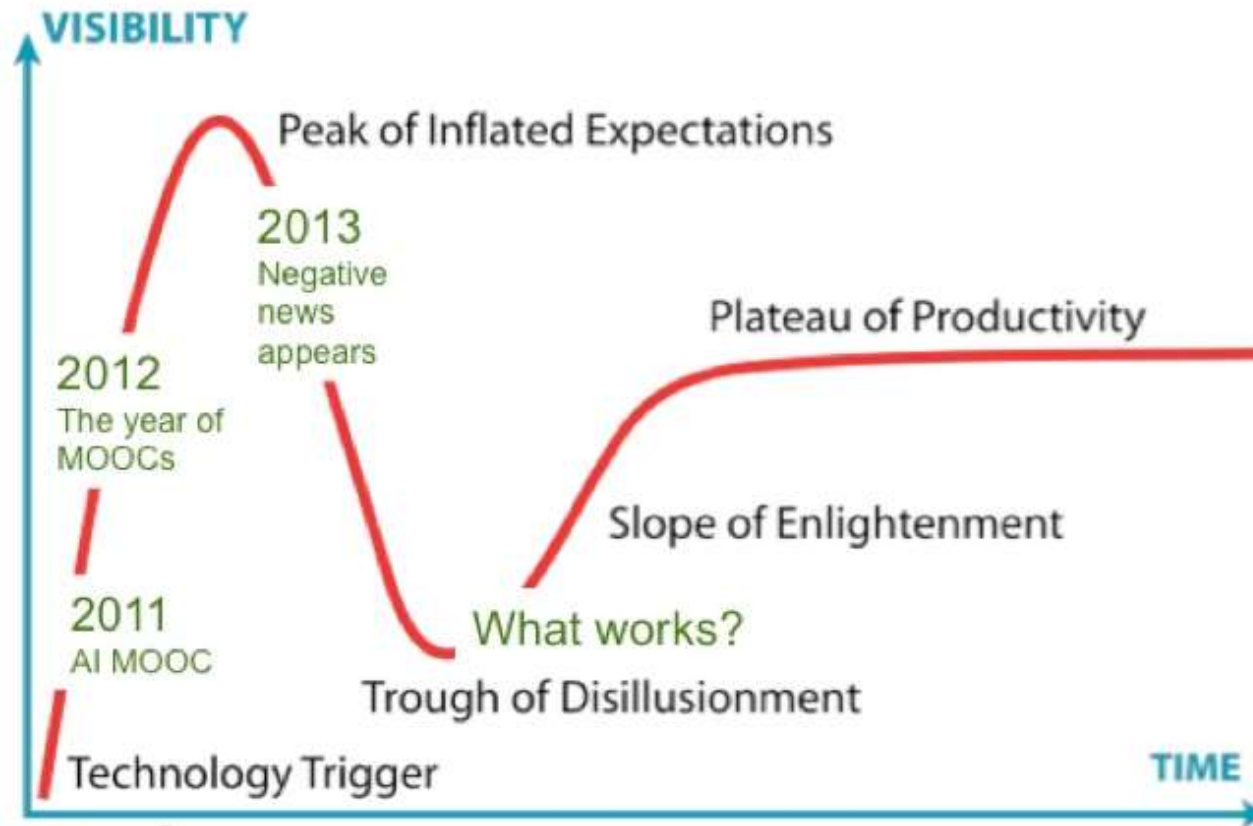 VISIBILITY
Peak of Inflated Expectations
2013
Negative
news
appears
Plateau of Productivity
2012
The year of
MOOCs
Slope of Enlightenment
2011
AI MOOC
What works?
Trough of Disillusionment
Technology Trigger
TIME